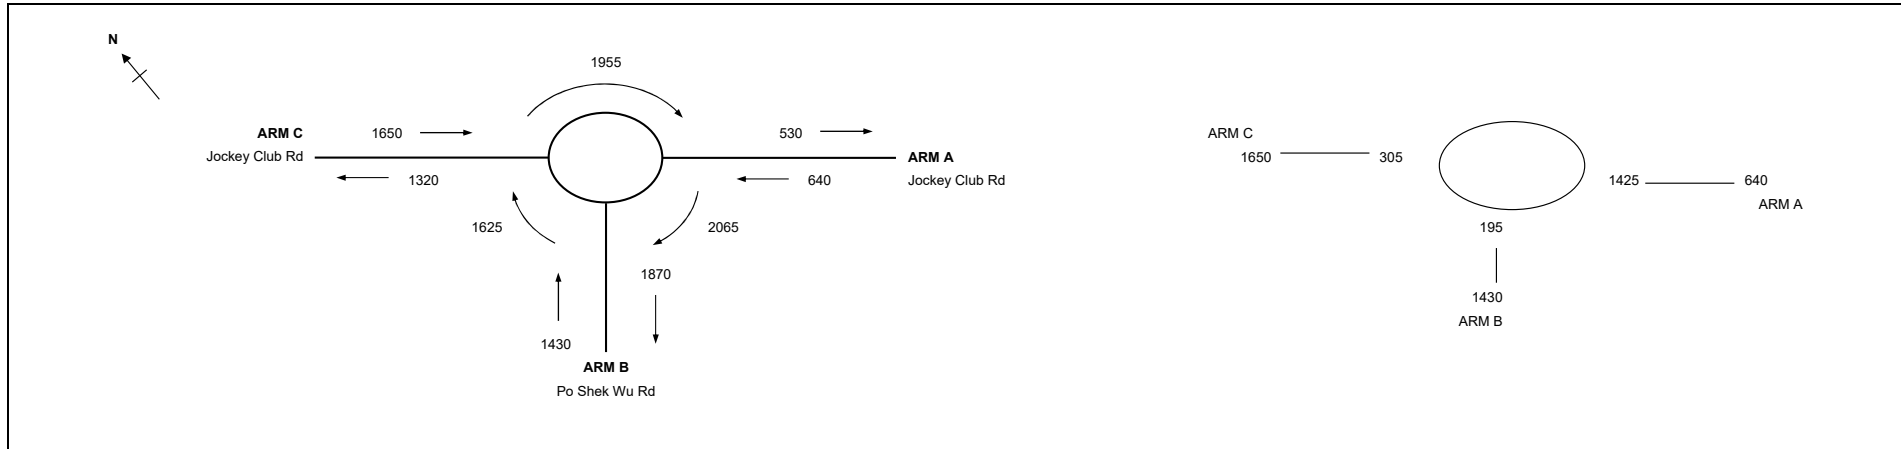 N
1955
ARM C
1650
530
Jockey Club Rd
ARM A
1320
640
Jockey Club Rd
1625
2065
1870
1430
ARM B
Po Shek Wu Rd
ARM C
1650
305
1425
640
ARM A
195
1430
ARM B